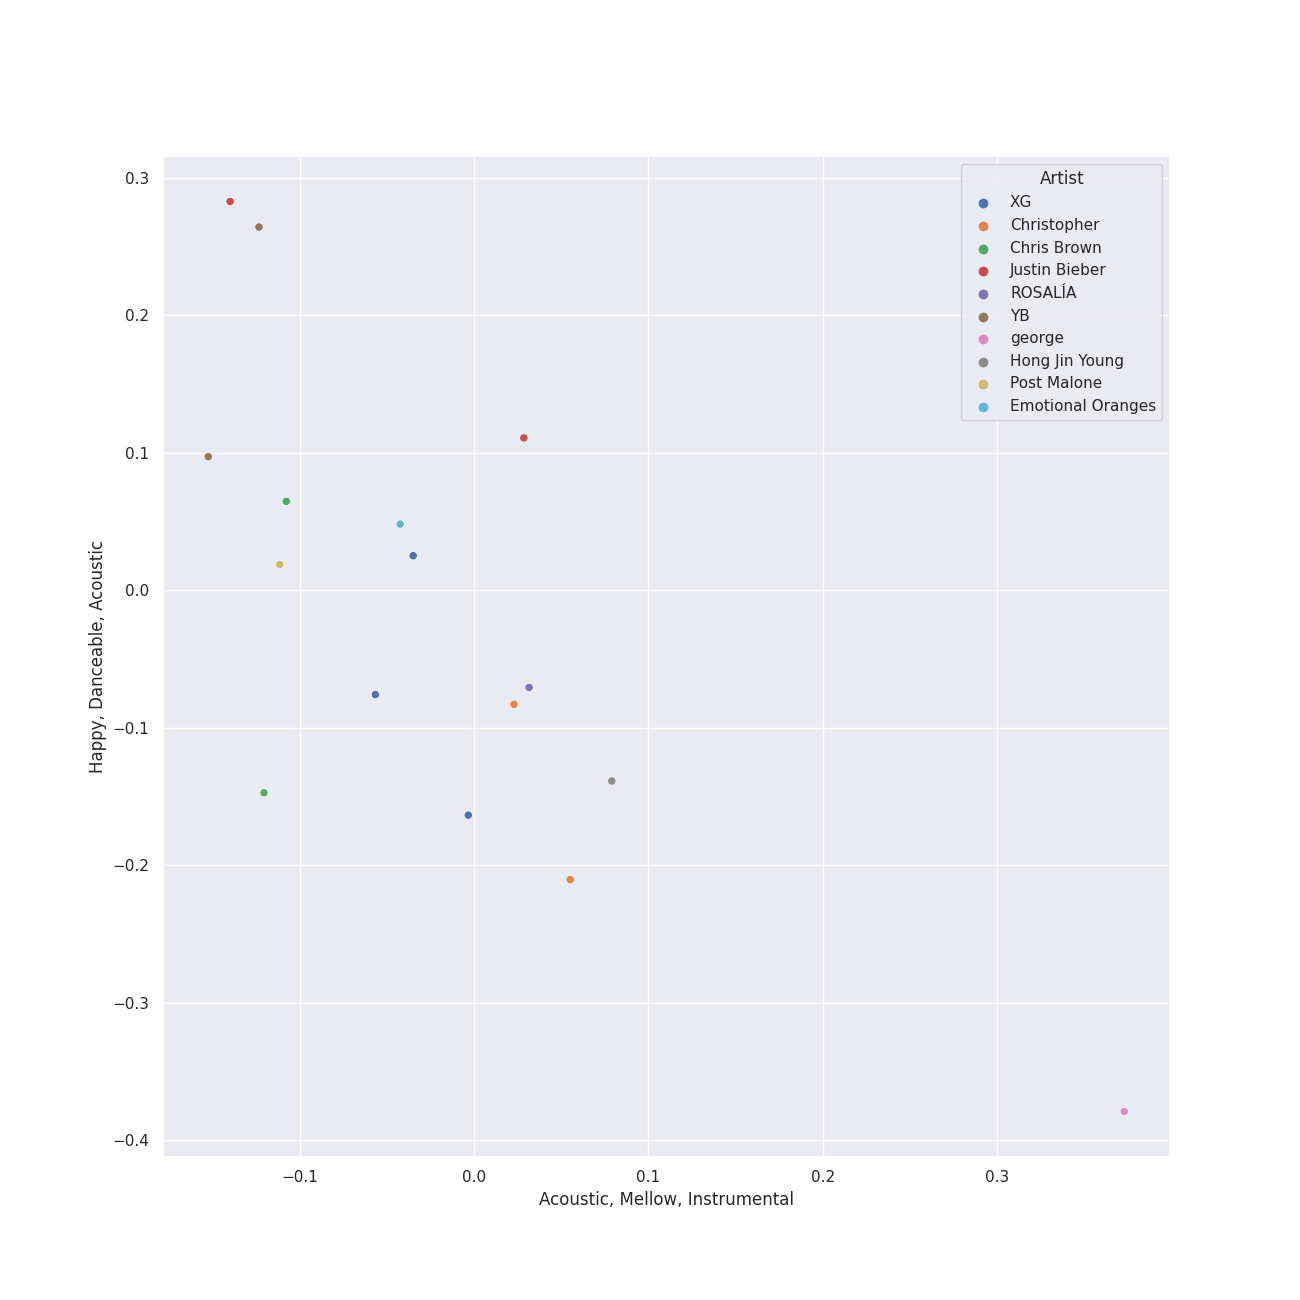 Artist
XG
Christopher
Chris Brown
Justin Bieber
ROSALÍA
YB
george
Hong Jin Young
Post Malone
Emotional Oranges
Happy, Danceable, Acoustic
0.3
0.2
0.1
0.0
−0.1
−0.2
−0.3
−0.4
−0.1 0.0 0.1 0.2 0.3
Acoustic, Mellow, Instrumental